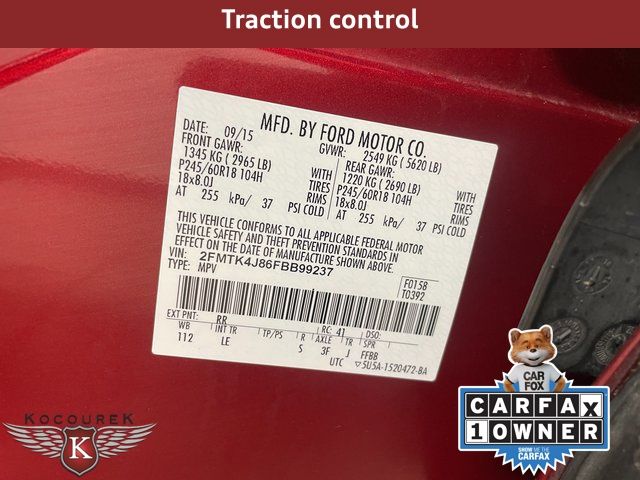 Traction control
MFD. BY FORD MOTOR CO.
DATE: 09/15 GVWR: 2549 KG ( 5620 LB)
FRONT GAWR: REAR GAWR:
1345 KG ( 2965 LB) WITH 1220 KG ( 2690 LB) WITH
P245/60R18 104H TIRES P245/60R18 104H TIRES
18x8.0J RIMS 18x8.0J RIMS
AT 255 kPa/ 37 PSI COLD AT 255 kPa/ 37 PSI COLD
THIS VEHICLE CONFORMS TO ALL APPLICABLE FEDERAL MOTOR
VEHICLE SAFETY AND THEFT PREVENTION STANDARDS IN
EFFECT ON THE DATE OF MANUFACTURE SHOWN ABOVE.
VIN: 2FMTK4J86FBB99237
TYPE: MPV
F0158
T0392
EXT PNT: RR RC: 41 DSO:
WB INT TR TP/PS R AXLE TR SPR
112 LE S 3F J FFBB
UTC ▽5U5A-1520472-BA
CAR
FOX
CARFAX
1 OWNER
SHOW ME THE
CARFAX
KOCOUREK
K